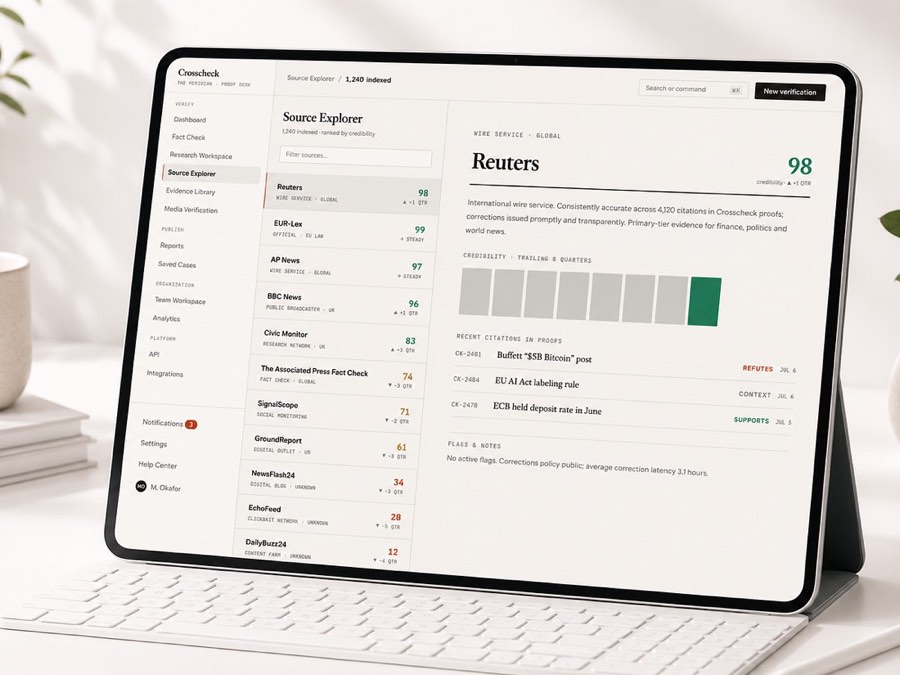 Crosscheck
THE MERIDIAN · PROOF DESK
VERIFY
Dashboard
Fact Check
Research Workspace
Source Explorer
Evidence Library
Media Verification
PUBLISH
Reports
Saved Cases
ORGANIZATION
Team Workspace
Analytics
PLATFORM
API
Integrations
Notifications 3
Settings
Help Center
MO M. Okafor
Source Explorer / 1,240 indexed
Search or command ⌘K
New verification
Source Explorer
1,240 indexed · ranked by credibility
Filter sources...
Reuters 98
WIRE SERVICE · GLOBAL ▲ +1 QTR
EUR-Lex 99
OFFICIAL · EU LAW → STEADY
AP News 97
WIRE SERVICE · GLOBAL → STEADY
BBC News 96
PUBLIC BROADCASTER · UK ▲ +1 QTR
Civic Monitor 83
RESEARCH NETWORK · UK ▲ +3 QTR
The Associated Press Fact Check 74
FACT CHECK · GLOBAL ▼ -3 QTR
SignalScope 71
SOCIAL MONITORING ▼ -2 QTR
GroundReport 61
DIGITAL OUTLET · US ▼ -3 QTR
NewsFlash24 34
DIGITAL BLOG · UNKNOWN ▼ -3 QTR
EchoFeed 28
CLICKBAIT NETWORK · UNKNOWN ▼ -5 QTR
DailyBuzz24 12
CONTENT FARM · UNKNOWN ▼ -4 QTR
WIRE SERVICE · GLOBAL
Reuters 98
credibility · ▲ +1 QTR
International wire service. Consistently accurate across 4,120 citations in Crosscheck proofs;
corrections issued promptly and transparently. Primary-tier evidence for finance, politics and
world news.
CREDIBILITY · TRAILING 8 QUARTERS
RECENT CITATIONS IN PROOFS
CK-2481 Buffett “$5B Bitcoin” post REFUTES JUL 6
CK-2484 EU AI Act labeling rule CONTEXT JUL 6
CK-2478 ECB held deposit rate in June SUPPORTS JUL 5
FLAGS & NOTES
No active flags. Corrections policy public; average correction latency 3.1 hours.